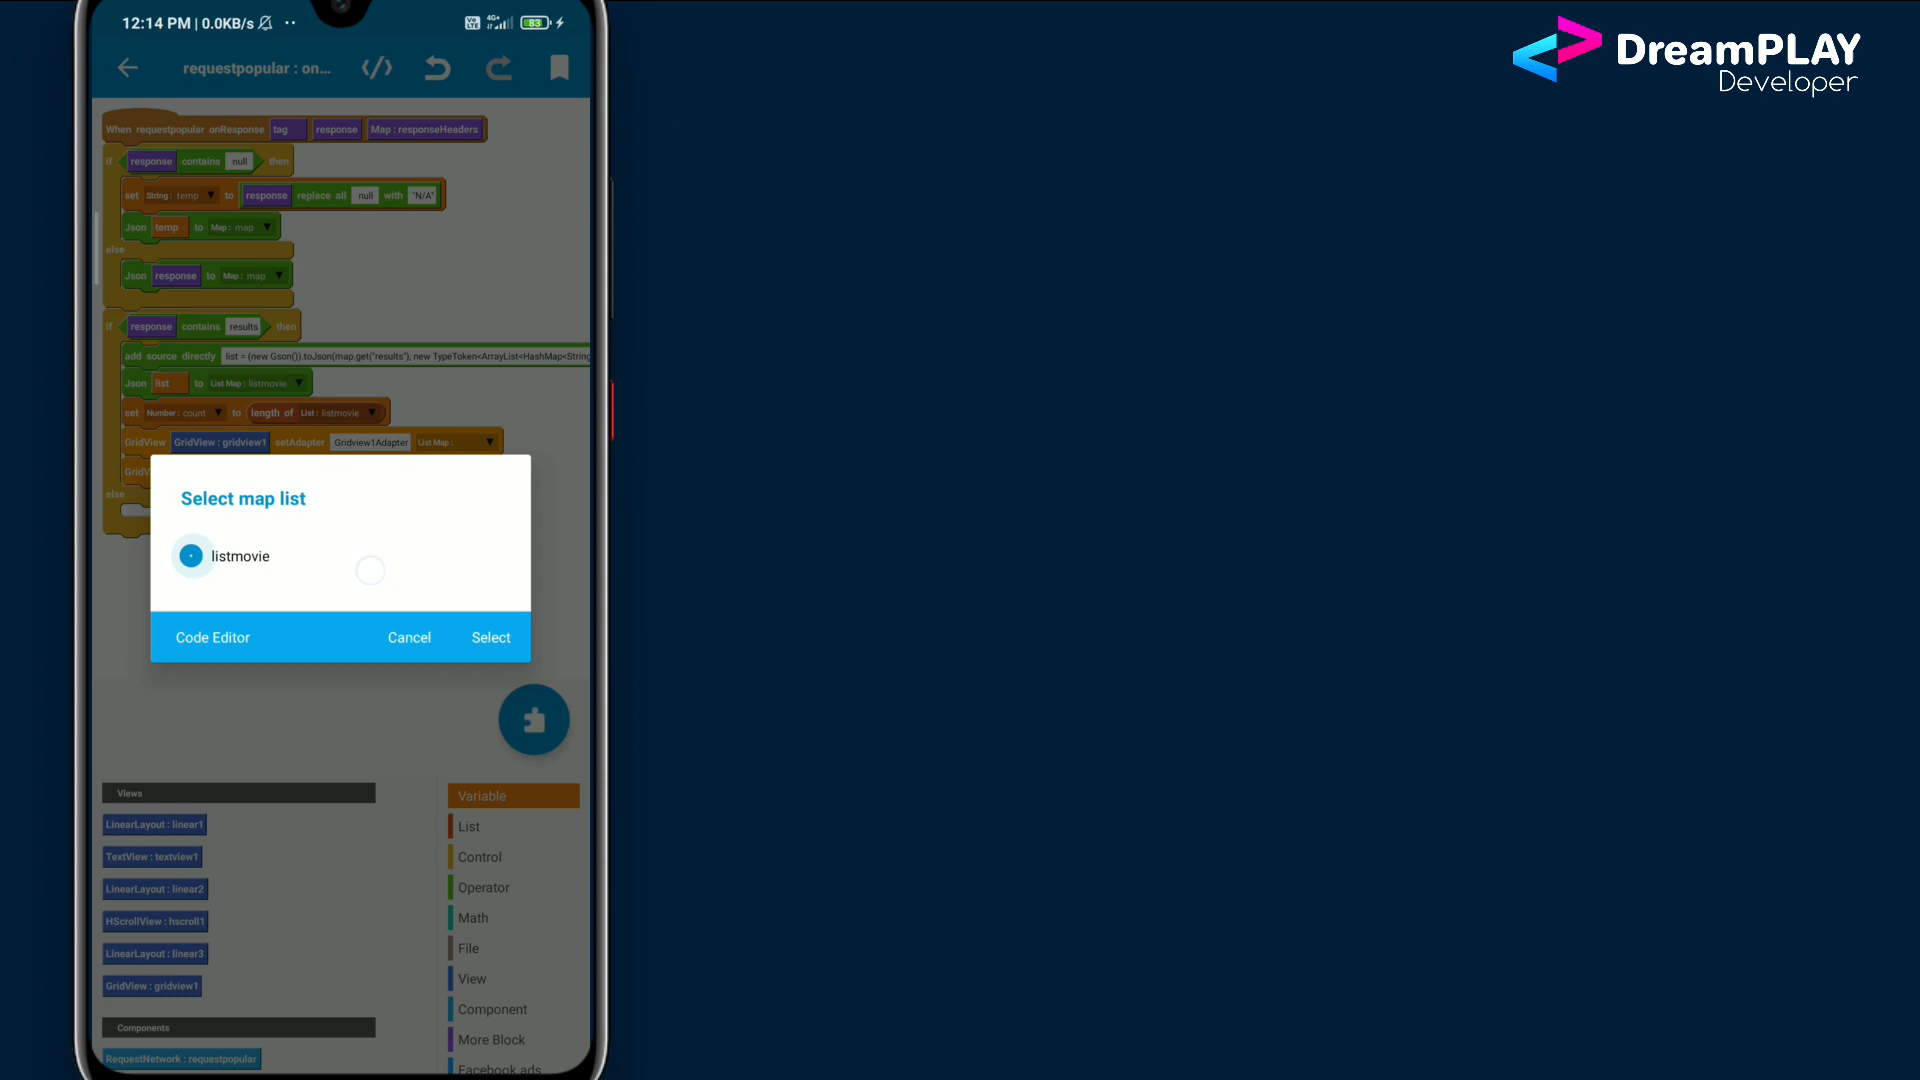 12:14 PM | 0.0KB/s
Vo LTE 4G+ 83
requestpopular : on...
DreamPLAY
Developer
When requestpopular onResponse tag response Map : responseHeaders
if response contains null then
set String : temp to response replace all null with "N/A"
Json temp to Map : map
else
Json response to Map : map
if response contains results then
add source directly list = (new Gson()).toJson(map.get("results"), new TypeToken<ArrayList<HashMap<String
Json list to List Map : listmovie
set Number : count to length of List : listmovie
GridView GridView : gridview1 setAdapter Gridview1Adapter List Map :
else
Select map list
listmovie
Code Editor Cancel Select
Views
LinearLayout : linear1
TextView : textview1
LinearLayout : linear2
HScrollView : hscroll1
LinearLayout : linear3
GridView : gridview1
Components
RequestNetwork : requestpopular
Variable
List
Control
Operator
Math
File
View
Component
More Block
Facebook ads